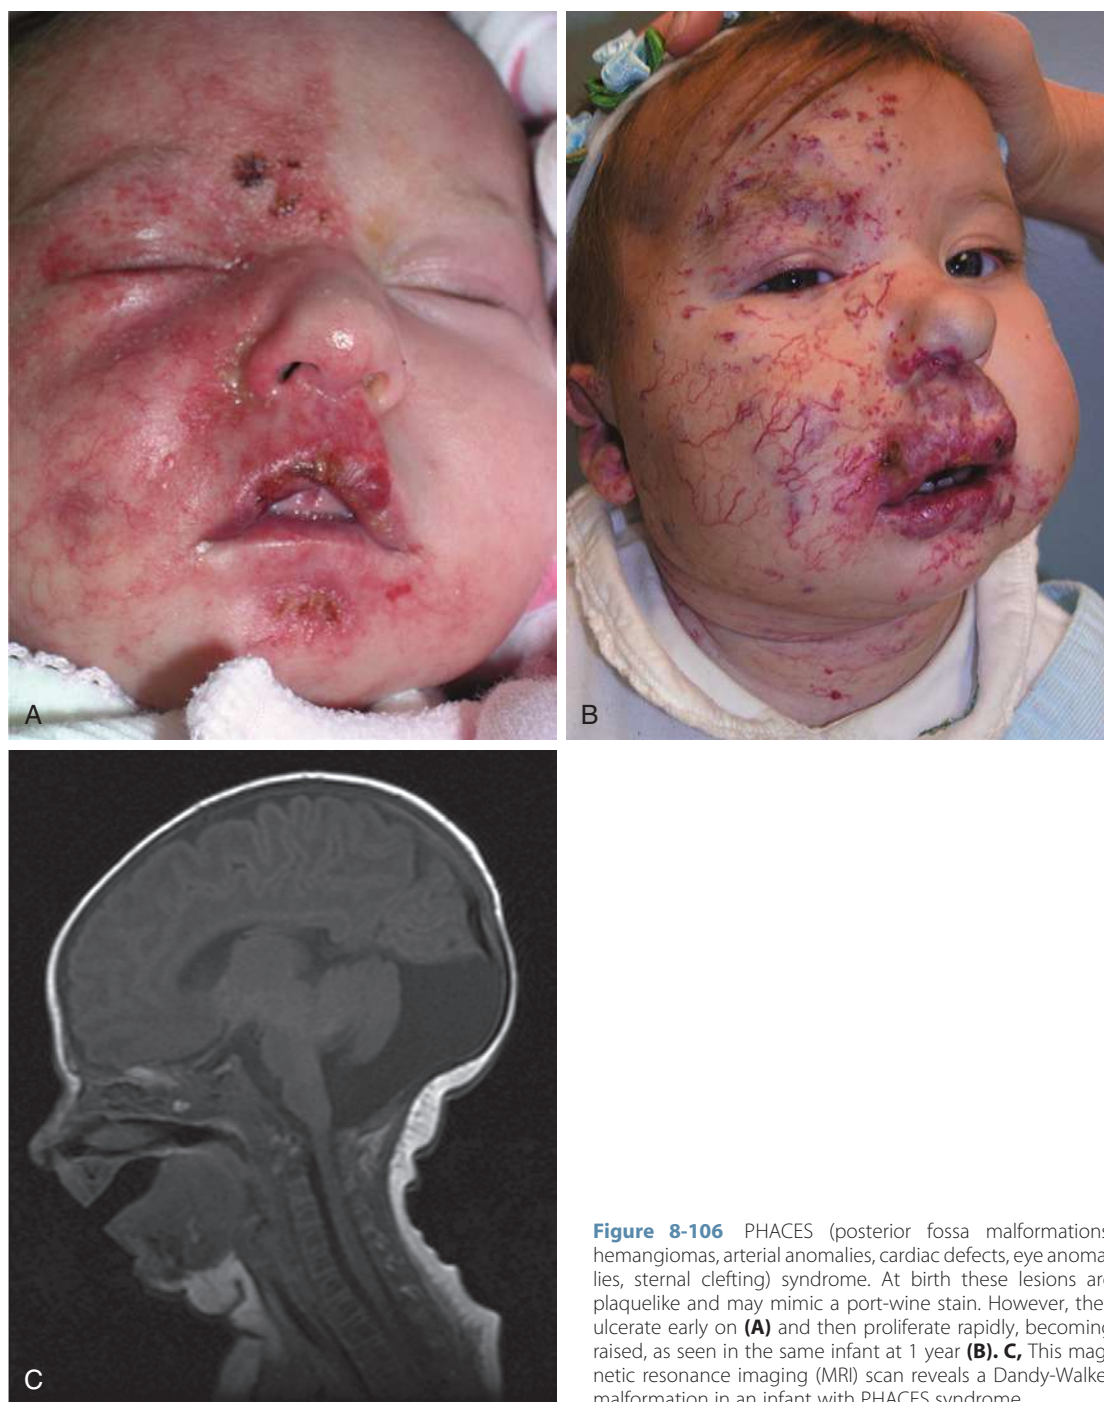 A
B
C
Figure 8-106 PHACES (posterior fossa malformations
hemangiomas, arterial anomalies, cardiac defects, eye anoma
lies, sternal clefting) syndrome. At birth these lesions are
plaquelike and may mimic a port-wine stain. However, the
ulcerate early on (A) and then proliferate rapidly, becoming
raised, as seen in the same infant at 1 year (B). C, This mag
netic resonance imaging (MRI) scan reveals a Dandy-Walke
malformation in an infant with PHACES syndrome